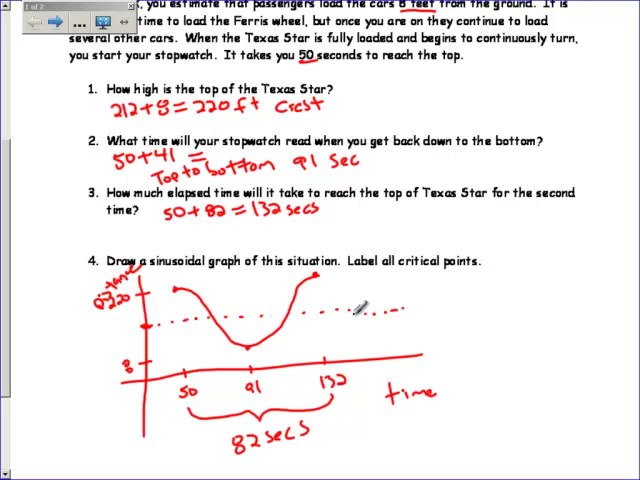 1 of 2
, you estimate that passengers load the cars 8 feet from the ground. It is
time to load the Ferris wheel, but once you are on they continue to load
several other cars. When the Texas Star is fully loaded and begins to continuously turn,
you start your stopwatch. It takes you 50 seconds to reach the top.
1. How high is the top of the Texas Star?
212+8=220ft Crest
2. What time will your stopwatch read when you get back down to the bottom?
50+41 =
Top to bottom 91 sec
3. How much elapsed time will it take to reach the top of Texas Star for the second
time? 50+82=132 secs
4. Draw a sinusoidal graph of this situation. Label all critical points.
220
8
50 91 132
time
82 secs